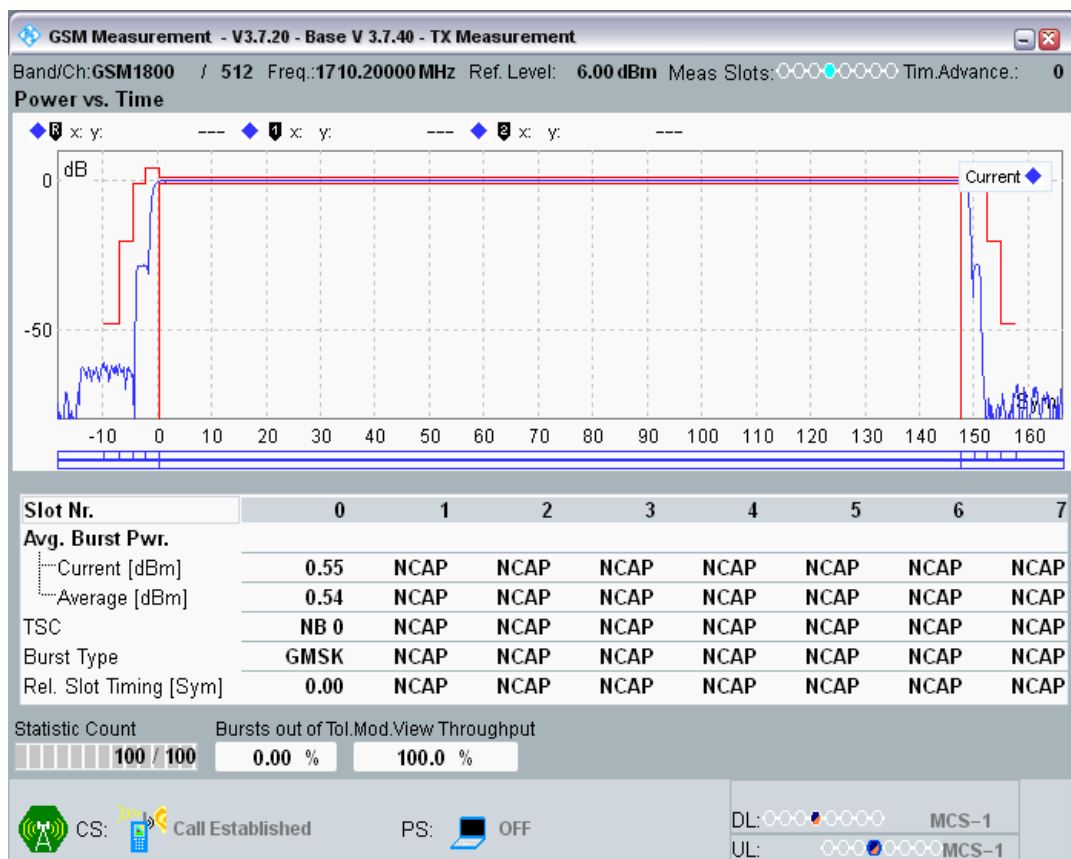 GSM Measurement - V3.7.20 - Base V 3.7.40 - TX Measurement
Band/Ch:GSM1800 / 512 Freq.:1710.20000 MHz Ref. Level: 6.00 dBm Meas Slots: Tim.Advance.: 0
Power vs. Time
R x: y: --- 1 x: y: --- 2 x: y: ---
dB
Current
0
-50
Sym
-10 0 10 20 30 40 50 60 70 80 90 100 110 120 130 140 150 160
Slot Nr. 0 1 2 3 4 5 6 7
Avg. Burst Pwr.
Current [dBm] 0.55 NCAP NCAP NCAP NCAP NCAP NCAP NCAP
Average [dBm] 0.54 NCAP NCAP NCAP NCAP NCAP NCAP NCAP
TSC NB 0 NCAP NCAP NCAP NCAP NCAP NCAP NCAP
Burst Type GMSK NCAP NCAP NCAP NCAP NCAP NCAP NCAP
Rel. Slot Timing [Sym] 0.00 NCAP NCAP NCAP NCAP NCAP NCAP NCAP
Statistic Count Bursts out of Tol. Mod.View Throughput
100 / 100 0.00 % 100.0 %
CS: Call Established PS: OFF
DL: MCS-1
UL: MCS-1